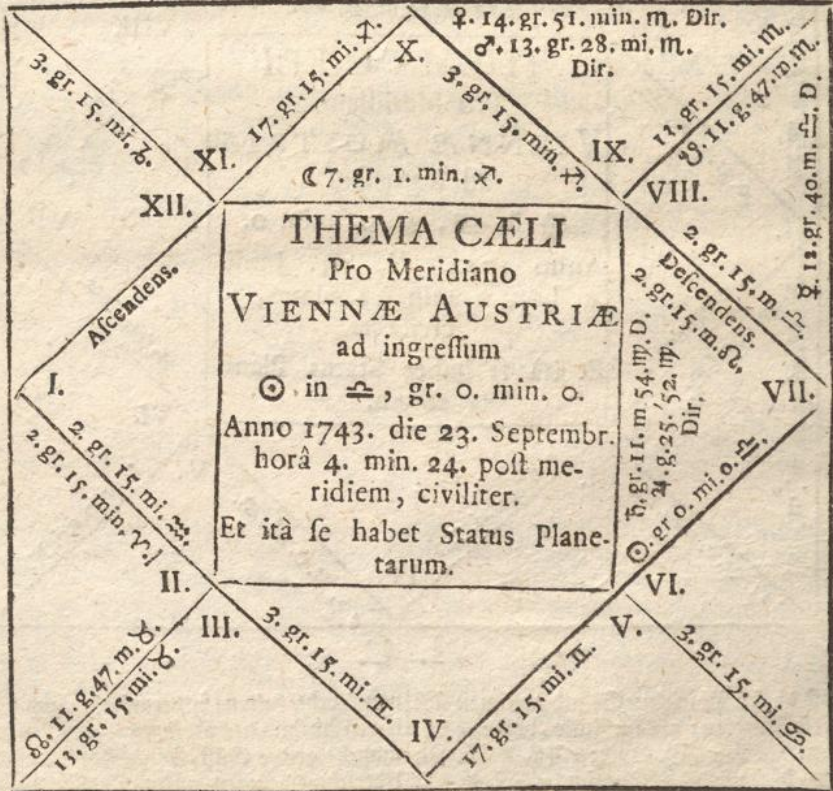 ♀. 14. gr. 51. min. ♏. Dir.
♂. 13. gr. 28. mi. ♏.
Dir.
X.
17. gr. 15. mi. ♐.
3. gr. 15. min. ♐.
3. gr. 15. mi. ♑.
XI.
IX.
12. gr. 15. mi. ♏.
☋. 11. g. 47. m. ♏.
☿. 12. gr. 40. m. ♎. D.
☾ 7. gr. 1. min. ♐.
XII.
VIII.
2. gr. 15. m. ♎.
Aſcendens.
Deſcendens.
2. gr. 15. m. ♌.
THEMA CÆLI
Pro Meridiano
VIENNÆ AUSTRIÆ
ad ingreſſum
☉ in ♎, gr. 0. min. 0.
Anno 1743. die 23. Septembr.
horâ 4. min. 24. poſt me-
ridiem, civiliter.
Et ità ſe habet Status Plane-
tarum.
♄. gr. 11. m. 54. ♍. D.
♃. g. 25. 52. ♍.
Dir.
☉. gr 0. mi. 0. ♎.
I.
VII.
2. gr. 15. mi. ♒.
2. gr. 15. min. ♈.
II.
VI.
III.
V.
☊. 11. g. 47. m. ♉.
13. gr. 15. mi. ♉.
3. gr. 15. mi. ♊.
IV.
17. gr. 15. mi. ♊.
3. gr. 15. mi. ♋.